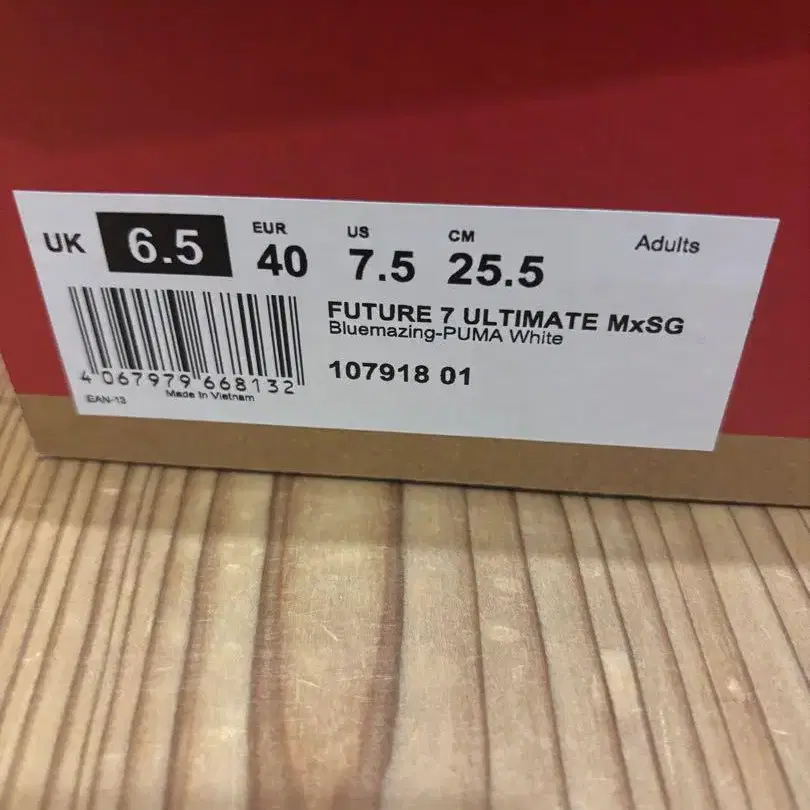 UK 6.5 EUR 40 US 7.5 CM 25.5 Adults
FUTURE 7 ULTIMATE MxSG
Bluemazing-PUMA White
107918 01
4 067979 668132
EAN-13 Made in Vietnam